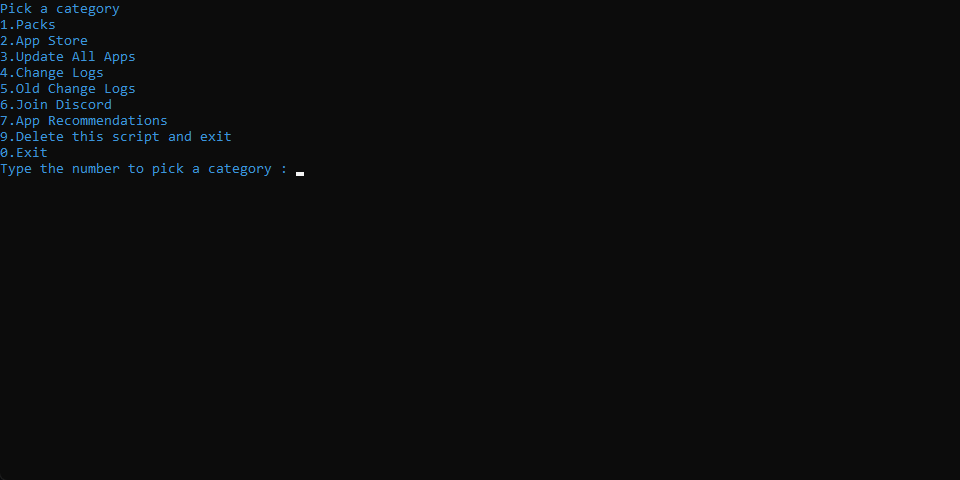 Pick a category
1.Packs
2.App Store
3.Update All Apps
4.Change Logs
5.Old Change Logs
6.Join Discord
7.App Recommendations
9.Delete this script and exit
0.Exit
Type the number to pick a category :